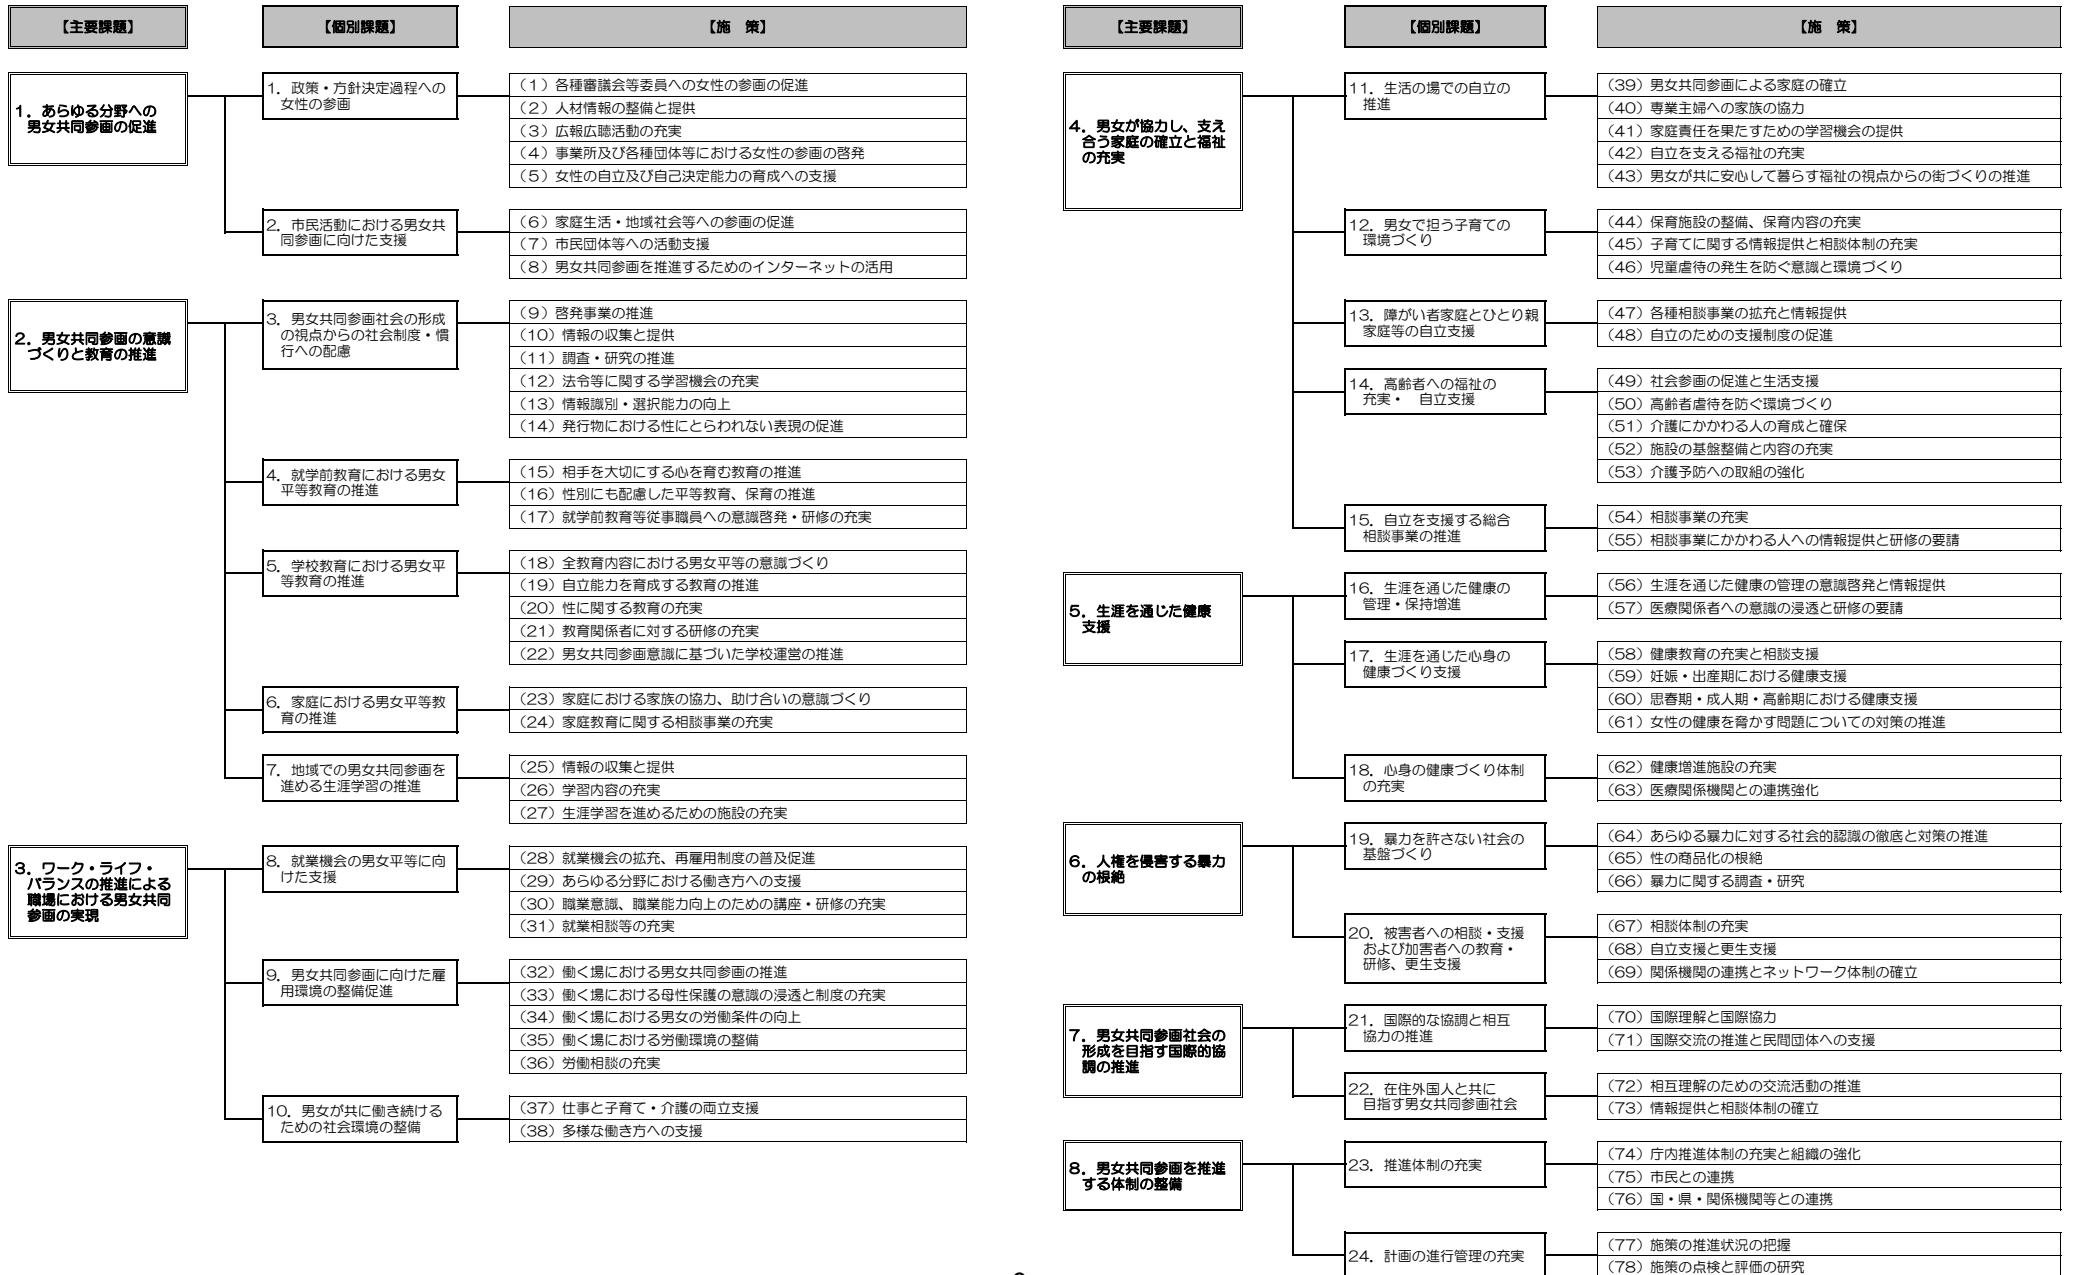 【主要課題】
【個別課題】
【施　策】
1．あらゆる分野への
男女共同参画の促進
1．政策・方針決定過程への
女性の参画
（1）各種審議会等委員への女性の参画の促進
（2）人材情報の整備と提供
（3）広報広聴活動の充実
（4）事業所及び各種団体等における女性の参画の啓発
（5）女性の自立及び自己決定能力の育成への支援
2．市民活動における男女共
同参画に向けた支援
（6）家庭生活・地域社会等への参画の促進
（7）市民団体等への活動支援
（8）男女共同参画を推進するためのインターネットの活用
2．男女共同参画の意識
づくりと教育の推進
3．男女共同参画社会の形成
の視点からの社会制度・慣
行への配慮
（9）啓発事業の推進
（10）情報の収集と提供
（11）調査・研究の推進
（12）法令等に関する学習機会の充実
（13）情報識別・選択能力の向上
（14）発行物における性にとらわれない表現の促進
4．就学前教育における男女
平等教育の推進
（15）相手を大切にする心を育む教育の推進
（16）性別にも配慮した平等教育、保育の推進
（17）就学前教育等従事職員への意識啓発・研修の充実
5．学校教育における男女平
等教育の推進
（18）全教育内容における男女平等の意識づくり
（19）自立能力を育成する教育の推進
（20）性に関する教育の充実
（21）教育関係者に対する研修の充実
（22）男女共同参画意識に基づいた学校運営の推進
6．家庭における男女平等教
育の推進
（23）家庭における家族の協力、助け合いの意識づくり
（24）家庭教育に関する相談事業の充実
7．地域での男女共同参画を
進める生涯学習の推進
（25）情報の収集と提供
（26）学習内容の充実
（27）生涯学習を進めるための施設の充実
3．ワーク・ライフ・
バランスの推進による
職場における男女共同
参画の実現
8．就業機会の男女平等に向
けた支援
（28）就業機会の拡充、再雇用制度の普及促進
（29）あらゆる分野における働き方への支援
（30）職業意識、職業能力向上のための講座・研修の充実
（31）就業相談等の充実
9．男女共同参画に向けた雇
用環境の整備促進
（32）働く場における男女共同参画の推進
（33）働く場における母性保護の意識の浸透と制度の充実
（34）働く場における男女の労働条件の向上
（35）働く場における労働環境の整備
（36）労働相談の充実
10．男女が共に働き続ける
ための社会環境の整備
（37）仕事と子育て・介護の両立支援
（38）多様な働き方への支援
【主要課題】
【個別課題】
【施　策】
4．男女が協力し、支え
合う家庭の確立と福祉
の充実
11．生活の場での自立の
推進
（39）男女共同参画による家庭の確立
（40）専業主婦への家族の協力
（41）家庭責任を果たすための学習機会の提供
（42）自立を支える福祉の充実
（43）男女が共に安心して暮らす福祉の視点からの街づくりの推進
12．男女で担う子育ての
環境づくり
（44）保育施設の整備、保育内容の充実
（45）子育てに関する情報提供と相談体制の充実
（46）児童虐待の発生を防ぐ意識と環境づくり
13．障がい者家庭とひとり親
家庭等の自立支援
（47）各種相談事業の拡充と情報提供
（48）自立のための支援制度の促進
14．高齢者への福祉の
充実・　自立支援
（49）社会参画の促進と生活支援
（50）高齢者虐待を防ぐ環境づくり
（51）介護にかかわる人の育成と確保
（52）施設の基盤整備と内容の充実
（53）介護予防への取組の強化
15．自立を支援する総合
相談事業の推進
（54）相談事業の充実
（55）相談事業にかかわる人への情報提供と研修の要請
5．生涯を通じた健康
支援
16．生涯を通じた健康の
管理・保持増進
（56）生涯を通じた健康の管理の意識啓発と情報提供
（57）医療関係者への意識の浸透と研修の要請
17．生涯を通じた心身の
健康づくり支援
（58）健康教育の充実と相談支援
（59）妊娠・出産期における健康支援
（60）思春期・成人期・高齢期における健康支援
（61）女性の健康を脅かす問題についての対策の推進
18．心身の健康づくり体制
の充実
（62）健康増進施設の充実
（63）医療関係機関との連携強化
6．人権を侵害する暴力
の根絶
19．暴力を許さない社会の
基盤づくり
（64）あらゆる暴力に対する社会的認識の徹底と対策の推進
（65）性の商品化の根絶
（66）暴力に関する調査・研究
20．被害者への相談・支援
および加害者への教育・
研修、更生支援
（67）相談体制の充実
（68）自立支援と更生支援
（69）関係機関の連携とネットワーク体制の確立
7．男女共同参画社会の
形成を目指す国際的協
調の推進
21．国際的な協調と相互
協力の推進
（70）国際理解と国際協力
（71）国際交流の推進と民間団体への支援
22．在住外国人と共に
目指す男女共同参画社会
（72）相互理解のための交流活動の推進
（73）情報提供と相談体制の確立
8．男女共同参画を推進
する体制の整備
23．推進体制の充実
（74）庁内推進体制の充実と組織の強化
（75）市民との連携
（76）国・県・関係機関等との連携
24．計画の進行管理の充実
（77）施策の推進状況の把握
（78）施策の点検と評価の研究